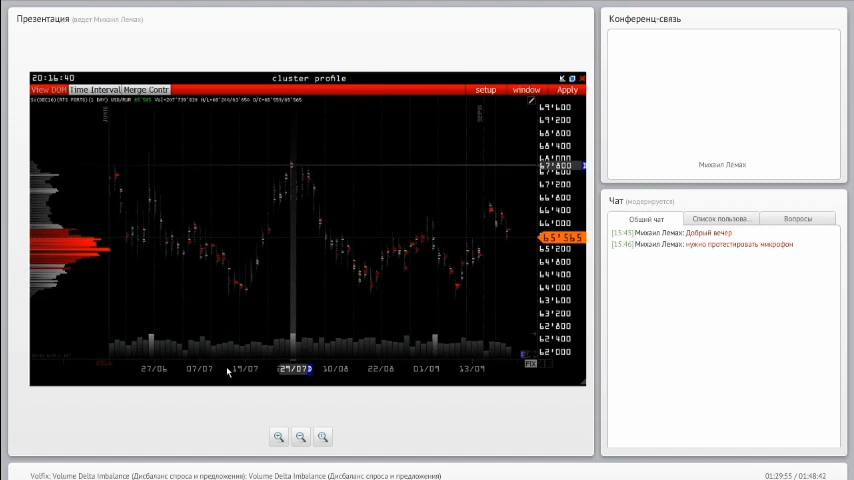 Презентация (ведет Михаил Лемах)
20:16:40
cluster profile
View DOM Time Interval Merge Contr
setup window Apply
69'600
69'200
68'800
68'400
68'000
67'800
67'600
67'200
66'800
66'400
66'000
65'565
65'200
64'800
64'400
64'000
63'600
63'200
62'800
62'400
62'000
FIX
27/06 07/07 19/07 29/07 10/08 22/08 01/09 13/09
Конференц-связь
Михаил Лемах
Чат (модерируется)
Общий чат
Список пользова...
Вопросы
[15:43] Михаил Лемах: Добрый вечер
[15:46] Михаил Лемах: нужно протестировать микрофон
Volfix: Volume Delta Imbalance (Дисбаланс спроса и предложения): Volume Delta Imbalance (Дисбаланс спроса и предложения)
01:29:55 / 01:48:42